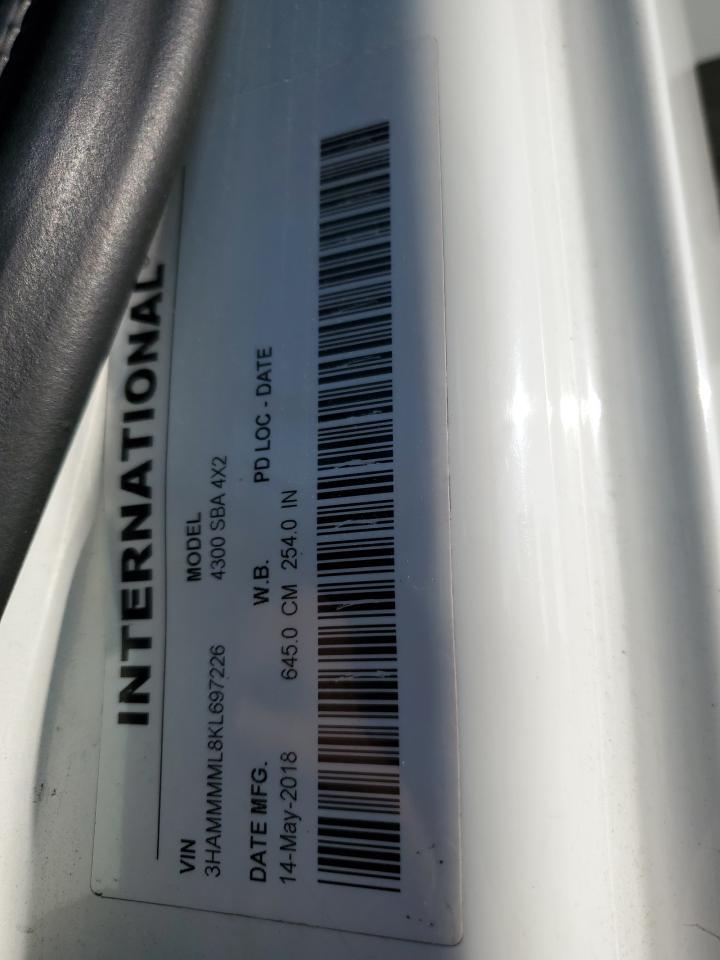 INTERNATIONAL®
VIN MODEL
3HAMMMML8KL697226 4300 SBA 4X2
DATE MFG. W.B. PD LOC - DATE
14-May-2018 645.0 CM 254.0 IN